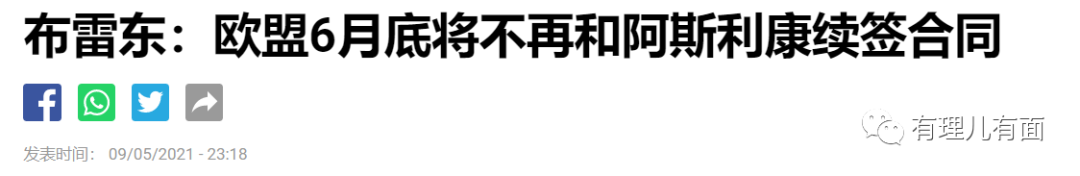 布雷东：欧盟6月底将不再和阿斯利康续签合同
有理儿有面
发表时间： 09/05/2021 - 23:18